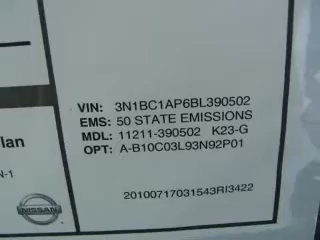 VIN: 3N1BC1AP6BL390502
EMS: 50 STATE EMISSIONS
MDL: 11211-390502 K23-G
OPT: A-B10C03L93N92P01
lan
N-1
20100717031543RI3422
NISSAN